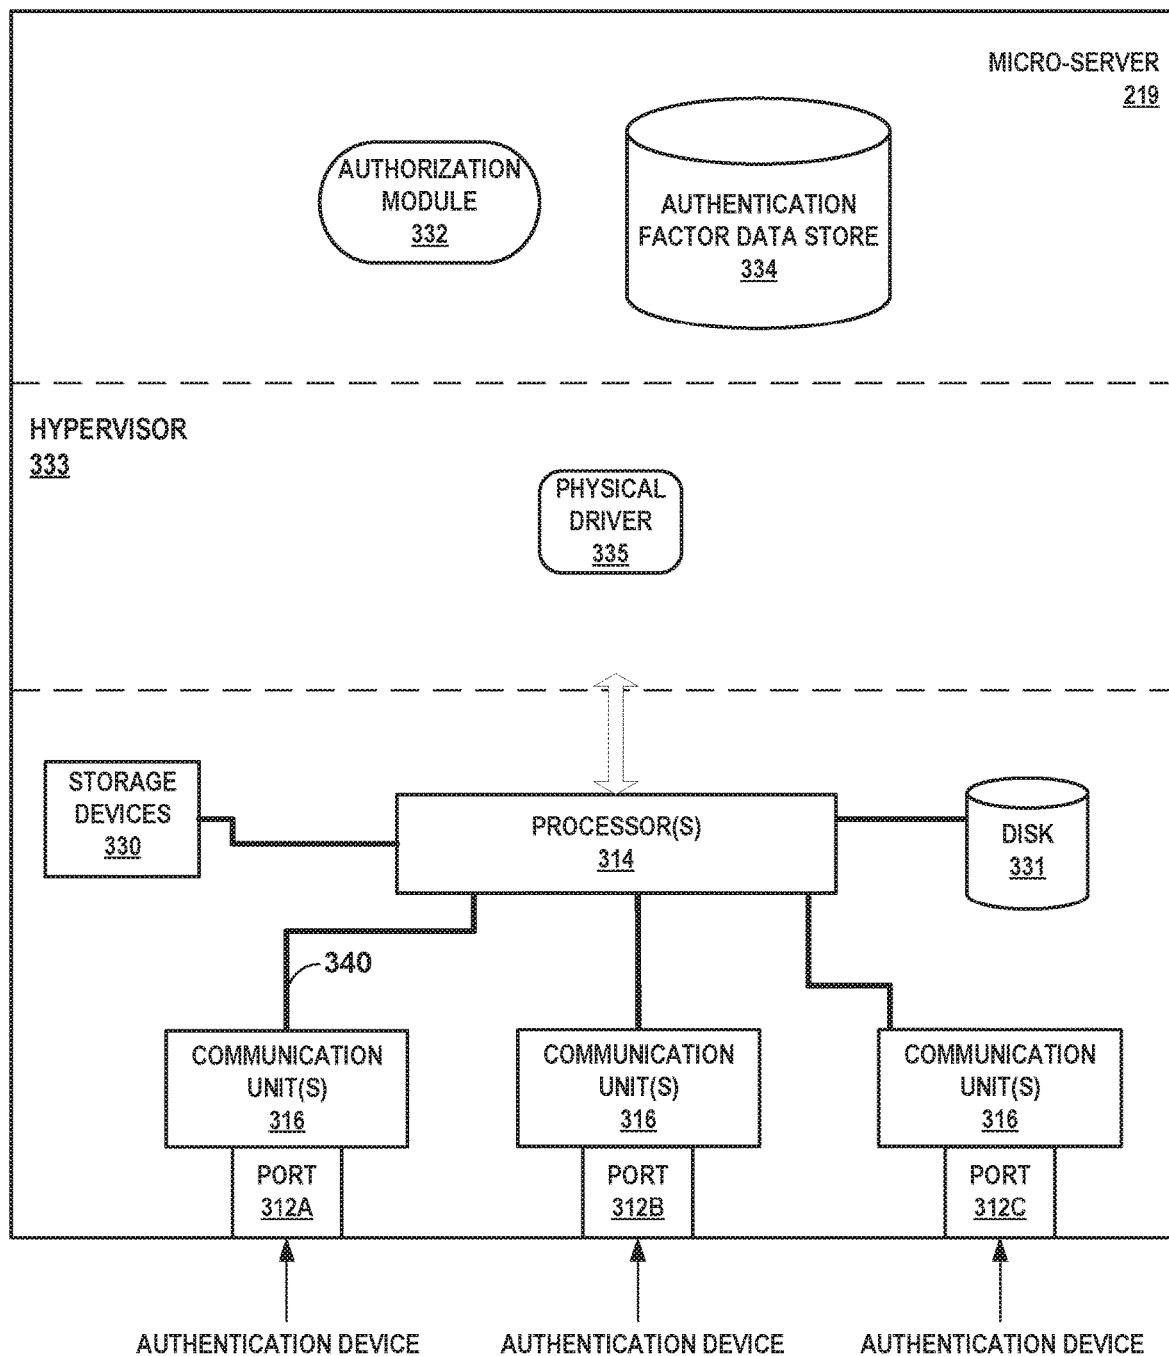 MICRO-SERVER
219
AUTHORIZATION
MODULE
332
AUTHENTICATION
FACTOR DATA STORE
334
HYPERVISOR
333
PHYSICAL
DRIVER
335
STORAGE
DEVICES
330
PROCESSOR(S)
314
DISK
331
340
COMMUNICATION
UNIT(S)
316
COMMUNICATION
UNIT(S)
316
COMMUNICATION
UNIT(S)
316
PORT
312A
PORT
312B
PORT
312C
AUTHENTICATION DEVICE
AUTHENTICATION DEVICE
AUTHENTICATION DEVICE